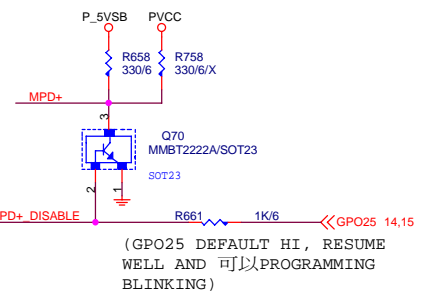 P_5VSB PVCC
R658 R758
330/6 330/6/X
MPD+
3
Q70
MMBT2222A/SOT23
SOT23
2 1
PD+_DISABLE R661 1K/6 GPO25 14,15
(GPO25 DEFAULT HI, RESUME
WELL AND 可以PROGRAMMING
BLINKING)